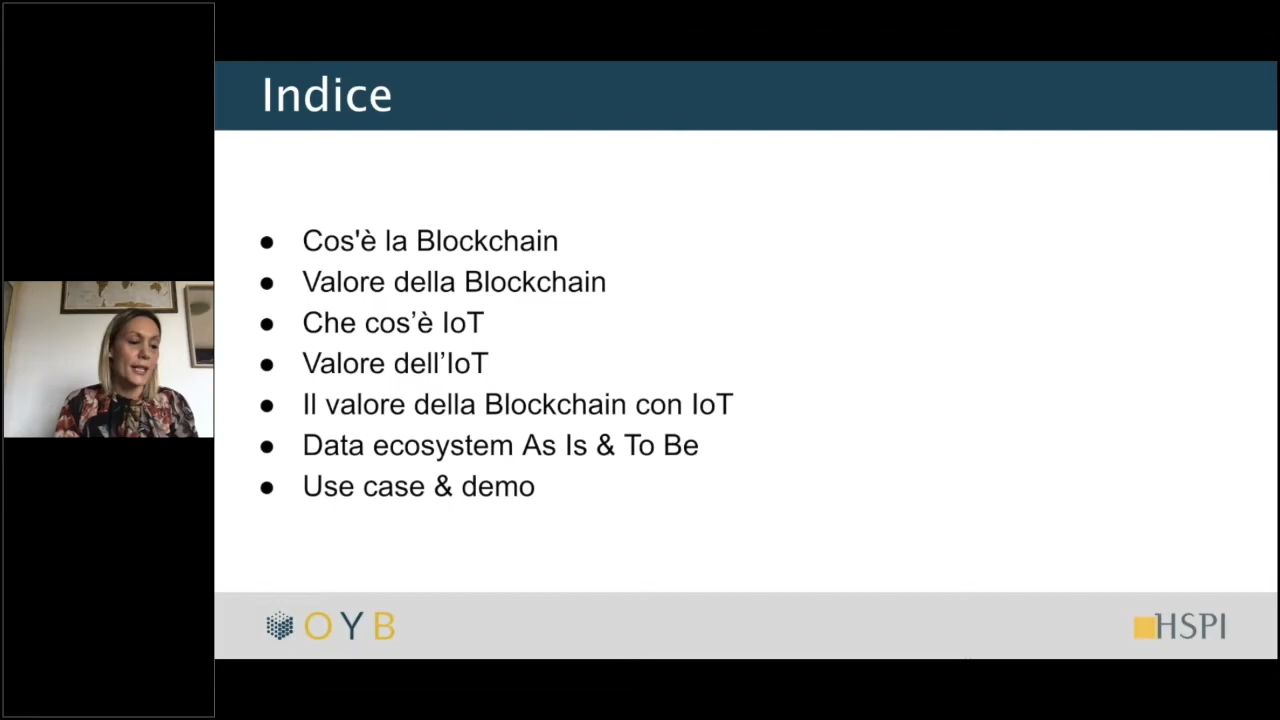 Indice
● Cos'è la Blockchain
● Valore della Blockchain
● Che cos’è IoT
● Valore dell’IoT
● Il valore della Blockchain con IoT
● Data ecosystem As Is & To Be
● Use case & demo
OYB
HSPI